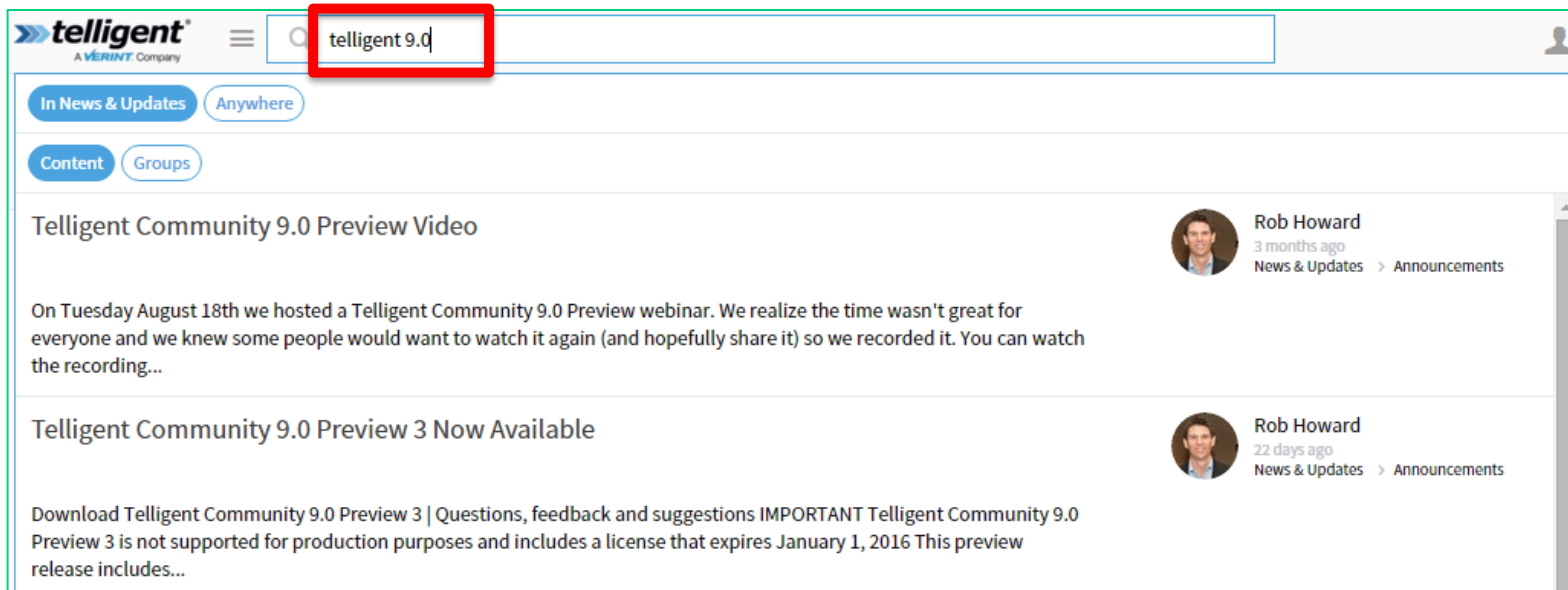 telligent®
A VERINT. Company
telligent 9.0
In News & Updates
Anywhere
Content
Groups
Telligent Community 9.0 Preview Video
Rob Howard
3 months ago
News & Updates > Announcements
On Tuesday August 18th we hosted a Telligent Community 9.0 Preview webinar. We realize the time wasn't great for
everyone and we knew some people would want to watch it again (and hopefully share it) so we recorded it. You can watch
the recording...
Telligent Community 9.0 Preview 3 Now Available
Rob Howard
22 days ago
News & Updates > Announcements
Download Telligent Community 9.0 Preview 3 | Questions, feedback and suggestions IMPORTANT Telligent Community 9.0
Preview 3 is not supported for production purposes and includes a license that expires January 1, 2016 This preview
release includes...